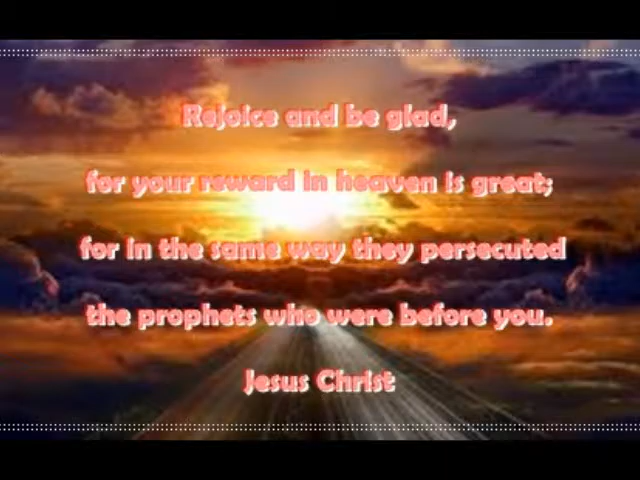 Rejoice and be glad,
for your reward in heaven is great;
for in the same way they persecuted
the prophets who were before you.
Jesus Christ